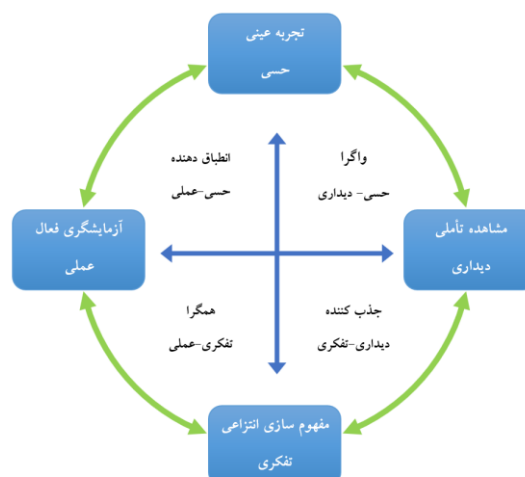 تجربه عینی
حسی
واگرا
حسی- دیداری
انطباق دهنده
حسی-عملی
مشاهده تأملی
دیداری
آزمایشگری فعال
عملی
جذب کننده
دیداری-تفکری
همگرا
تفکری-عملی
مفهوم سازی انتزاعی
تفکری